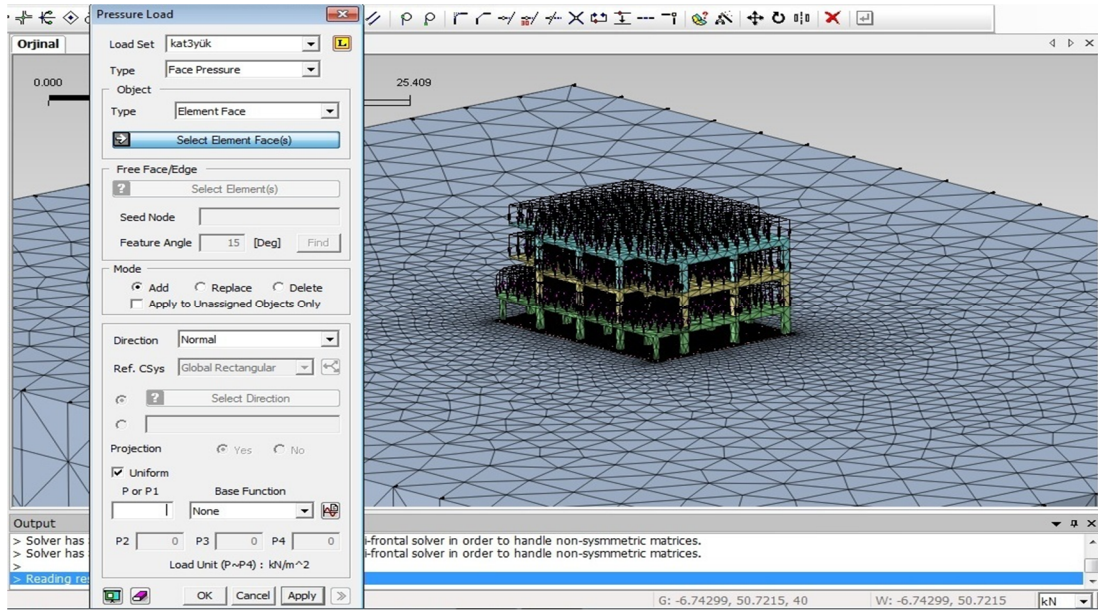 Pressure Load
Orjinal
0.000
25.409
Load Set kat3yük
Type Face Pressure
Object
Type Element Face
Select Element Face(s)
Free Face/Edge
? Select Element(s)
Seed Node
Feature Angle 15 [Deg] Find
Mode
Add Replace Delete
Apply to Unassigned Objects Only
Direction Normal
Ref. CSys Global Rectangular
? Select Direction
Projection Yes No
Uniform
P or P1 Base Function
None
P2 0 P3 0 P4 0
Load Unit (P~P4) : kN/m^2
OK Cancel Apply
Output
> Solver has i-frontal solver in order to handle non-sysmmetric matrices.
> Solver has i-frontal solver in order to handle non-sysmmetric matrices.
>
> Reading re
G: -6.74299, 50.7215, 40 W: -6.74299, 50.7215 kN